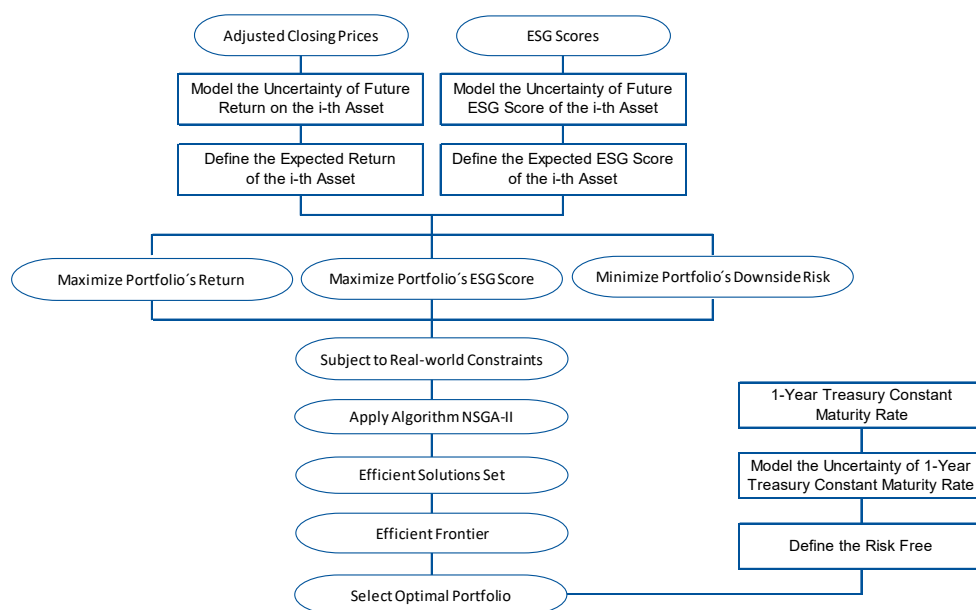 Adjusted Closing Prices
ESG Scores
Model the Uncertainty of Future
Return on the i-th Asset
Model the Uncertainty of Future
ESG Score of the i-th Asset
Define the Expected Return
of the i-th Asset
Define the Expected ESG Score
of the i-th Asset
Maximize Portfolio´s Return
Maximize Portfolio´s ESG Score
Minimize Portfolio´s Downside Risk
Subject to Real-world Constraints
Apply Algorithm NSGA-II
Efficient Solutions Set
Efficient Frontier
Select Optimal Portfolio
1-Year Treasury Constant
Maturity Rate
Model the Uncertainty of 1-Year
Treasury Constant Maturity Rate
Define the Risk Free